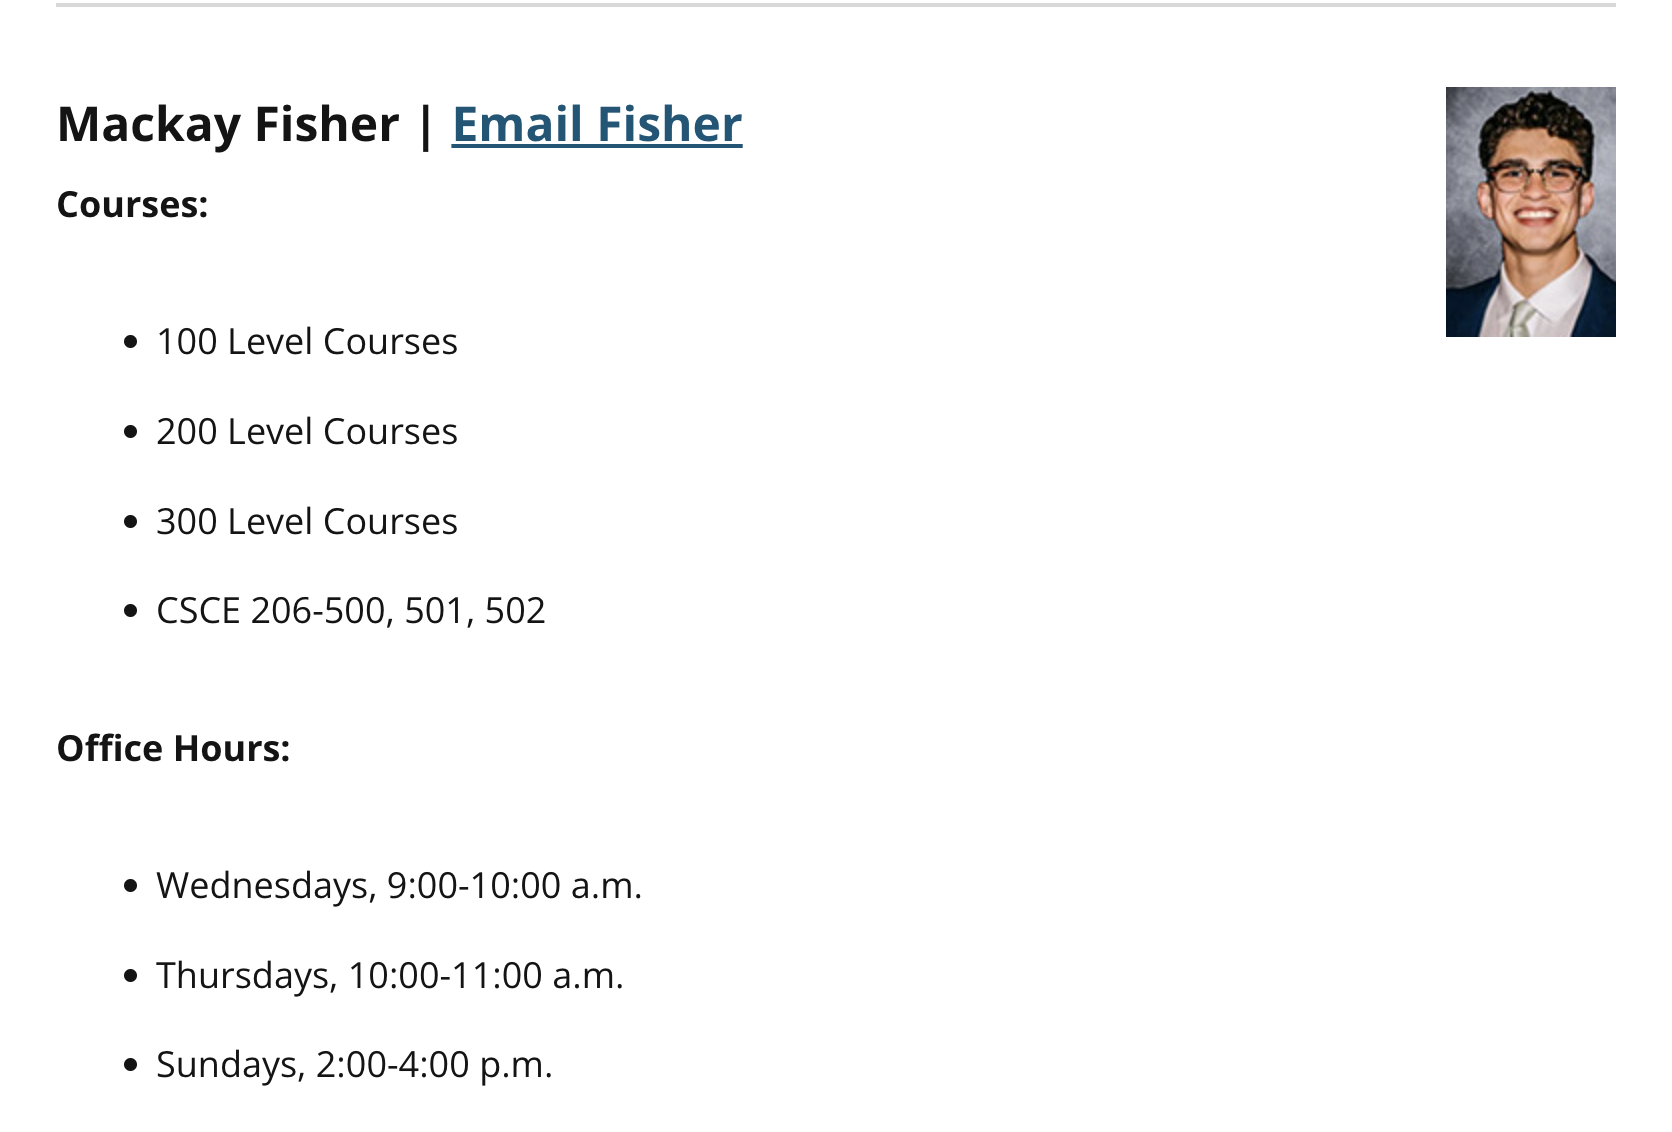 Mackay Fisher | Email Fisher
Courses:
100 Level Courses
200 Level Courses
300 Level Courses
CSCE 206-500, 501, 502
Office Hours:
Wednesdays, 9:00-10:00 a.m.
Thursdays, 10:00-11:00 a.m.
Sundays, 2:00-4:00 p.m.